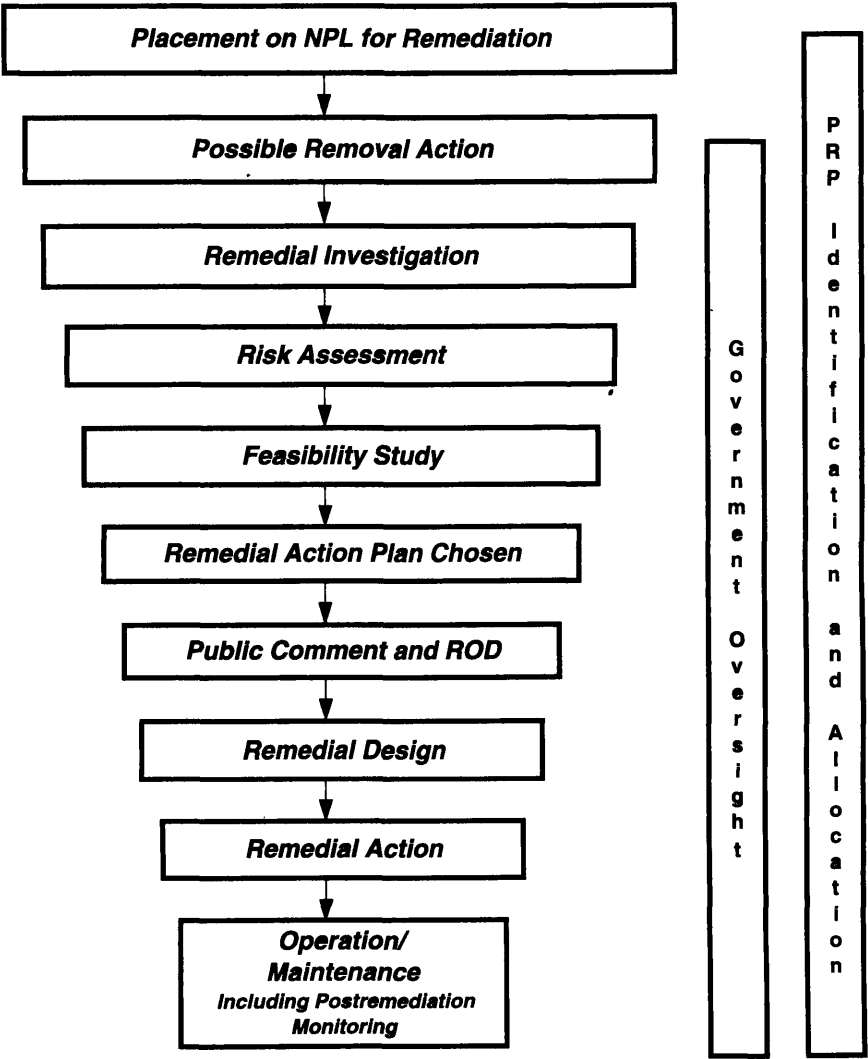 Placement on NPL for Remediation
Possible Removal Action
Remedial Investigation
Risk Assessment
Feasibility Study
Remedial Action Plan Chosen
Public Comment and ROD
Remedial Design
Remedial Action
Operation/
Maintenance
Including Postremediation
Monitoring
Government Oversight
PRP Identification and Allocation